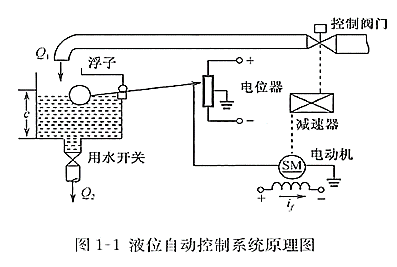 控制阀门
Q₁
浮子
+
电位器
c
−
减速器
用水开关
电动机
SM
Q₂
+
i_f
−
图 1-1 液位自动控制系统原理图